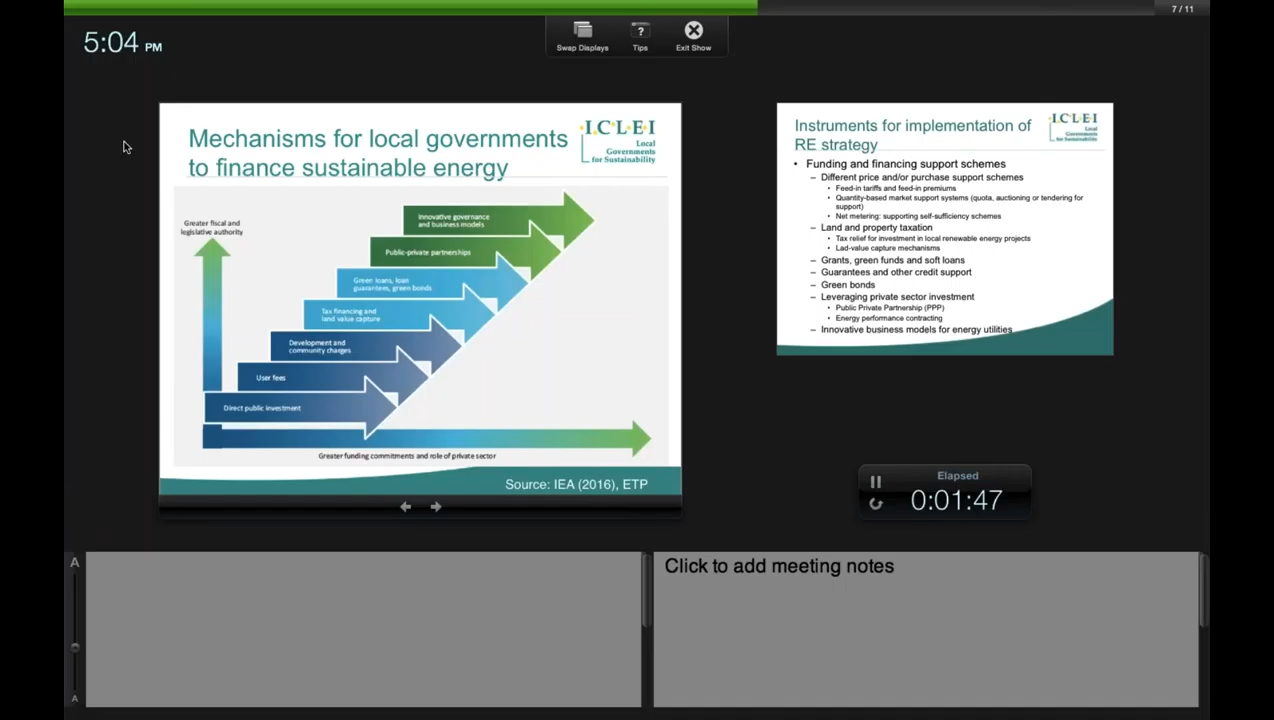 7 / 11
5:04 PM
Swap Displays
?
Tips
Exit Show
Mechanisms for local governments
to finance sustainable energy
I.C.L.E.I
Local
Governments
for Sustainability
Greater fiscal and
legislative authority
Innovative governance
and business models
Public-private partnerships
Green loans, loan
guarantees, green bonds
Tax financing and
land value capture
Development and
community charges
User fees
Direct public investment
Greater funding commitments and role of private sector
Source: IEA (2016), ETP
Instruments for implementation of
RE strategy
I.C.L.E.I
Local
Governments
for Sustainability
• Funding and financing support schemes
– Different price and/or purchase support schemes
• Feed-in tariffs and feed-in premiums
• Quantity-based market support systems (quota, auctioning or tendering for
support)
• Net metering: supporting self-sufficiency schemes
– Land and property taxation
• Tax relief for investment in local renewable energy projects
• Lad-value capture mechanisms
– Grants, green funds and soft loans
– Guarantees and other credit support
– Green bonds
– Leveraging private sector investment
• Public Private Partnership (PPP)
• Energy performance contracting
– Innovative business models for energy utilities
Elapsed
0:01:47
A
A
Click to add meeting notes